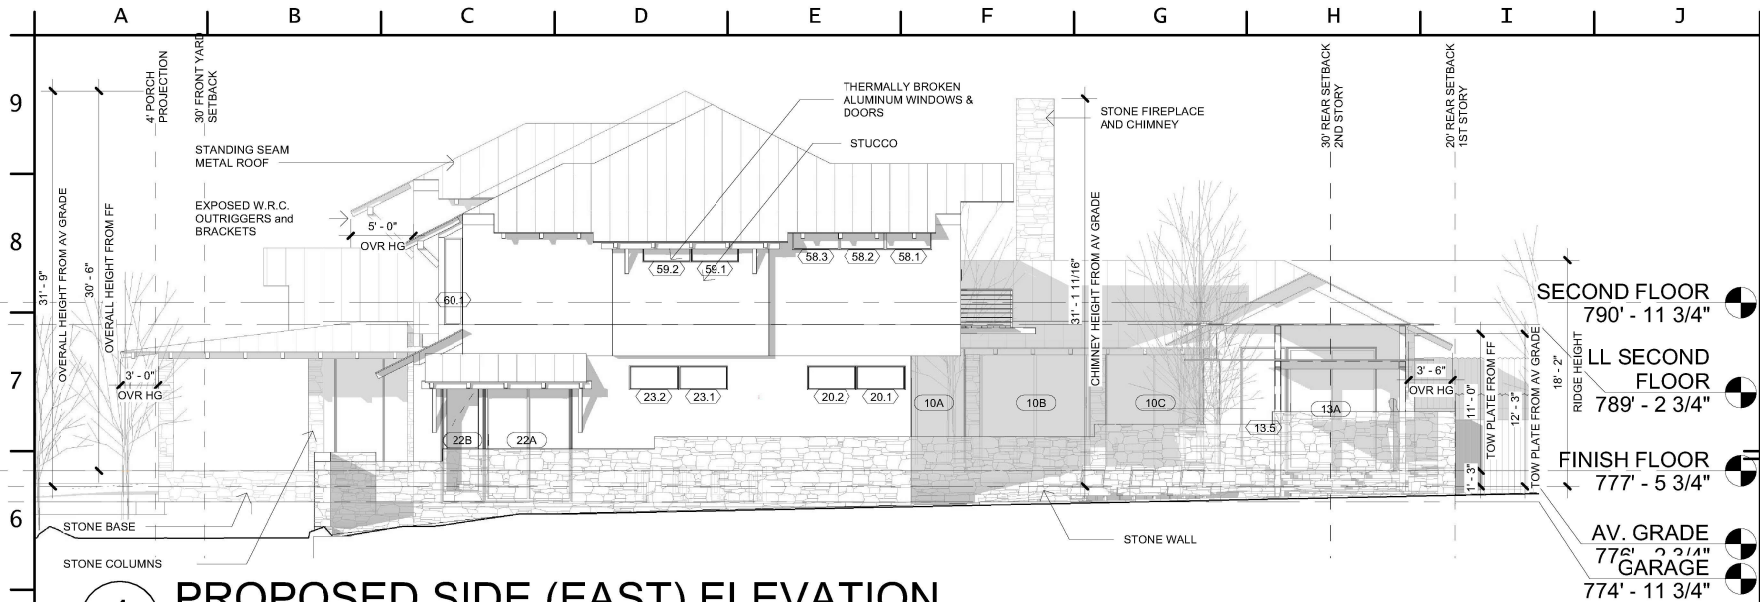 A B C D E F G H I J
9
8
7
6
4' PORCH
PROJECTION
30' FRONT YARD
SETBACK
STANDING SEAM
METAL ROOF
EXPOSED W.R.C.
OUTRIGGERS and
BRACKETS
5' - 0"
OVR HG
THERMALLY BROKEN
ALUMINUM WINDOWS &
DOORS
STUCCO
STONE FIREPLACE
AND CHIMNEY
30' REAR SETBACK
2ND STORY
20' REAR SETBACK
1ST STORY
31' - 9"
OVERALL HEIGHT FROM AV GRADE
30' - 6"
OVERALL HEIGHT FROM FF
31' - 1 11/16"
CHIMNEY HEIGHT FROM AV GRADE
59.2
59.1
58.3
58.2
58.1
60.1
3' - 0"
OVR HG
23.2
23.1
20.2
20.1
10A
10B
10C
13A
13.5
22B
22A
3' - 6"
OVR HG
11' - 0"
TOW PLATE FROM FF
12' - 3"
TOW PLATE FROM AV GRADE
1' - 3"
18' - 2"
RIDGE HEIGHT
SECOND FLOOR
790' - 11 3/4"
LL SECOND
FLOOR
789' - 2 3/4"
FINISH FLOOR
777' - 5 3/4"
AV. GRADE
776' - 2 3/4"
GARAGE
774' - 11 3/4"
STONE BASE
STONE COLUMNS
STONE WALL
PROPOSED SIDE (EAST) ELEVATION